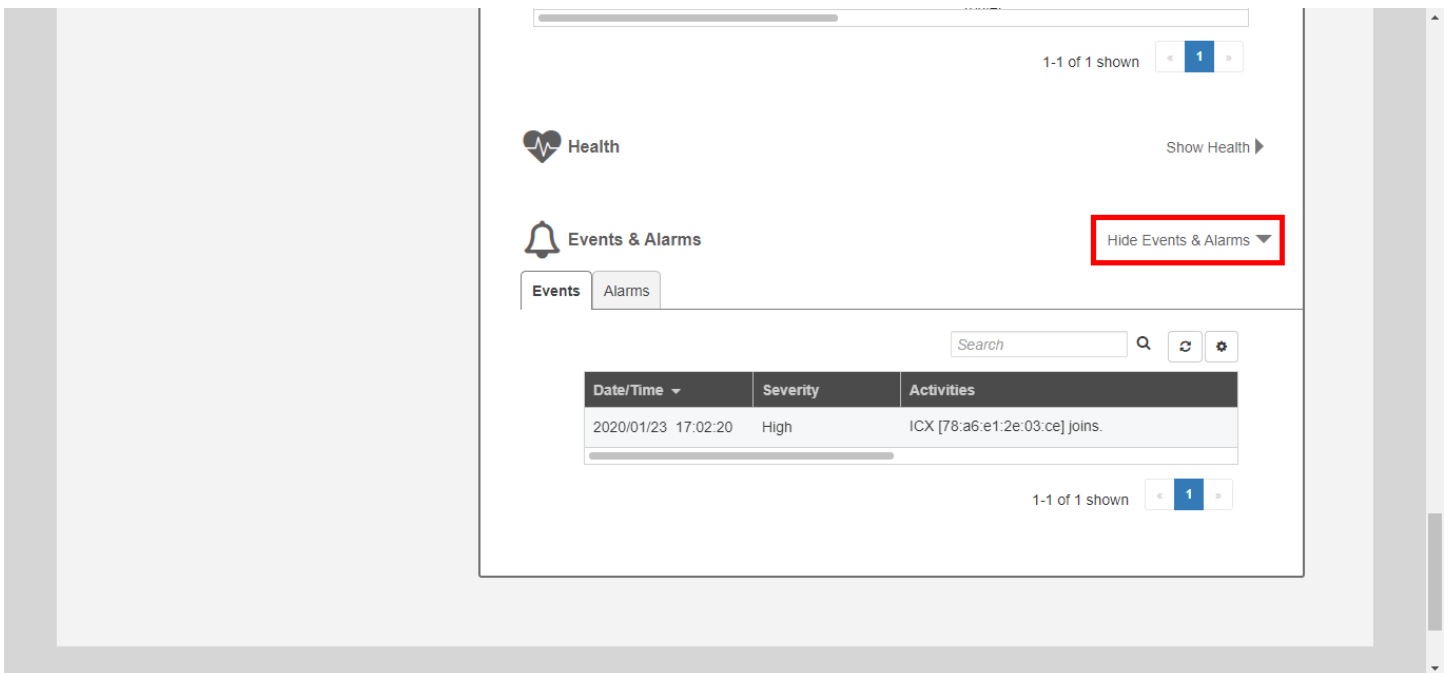 1-1 of 1 shown « 1 »
Health Show Health
Events & Alarms Hide Events & Alarms
Events Alarms
Search
Date/Time Severity Activities
2020/01/23 17:02:20 High ICX [78:a6:e1:2e:03:ce] joins.
1-1 of 1 shown « 1 »